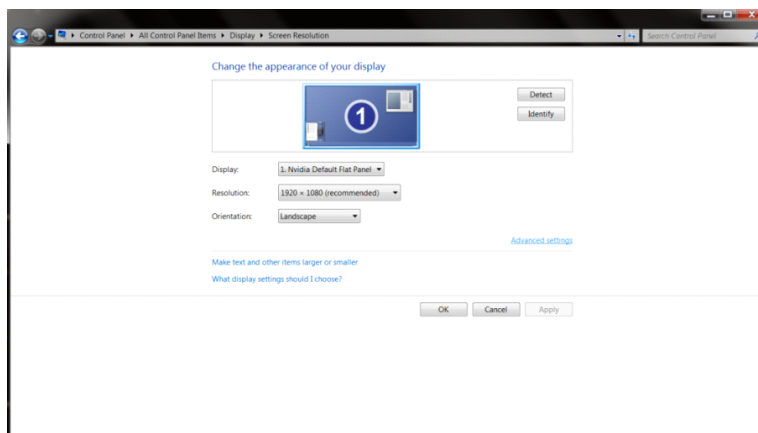 Control Panel ▸ All Control Panel Items ▸ Display ▸ Screen Resolution
Search Control Panel
Change the appearance of your display
1
Detect
Identify
Display: 1. Nvidia Default Flat Panel
Resolution: 1920 × 1080 (recommended)
Orientation: Landscape
Advanced settings
Make text and other items larger or smaller
What display settings should I choose?
OK Cancel Apply